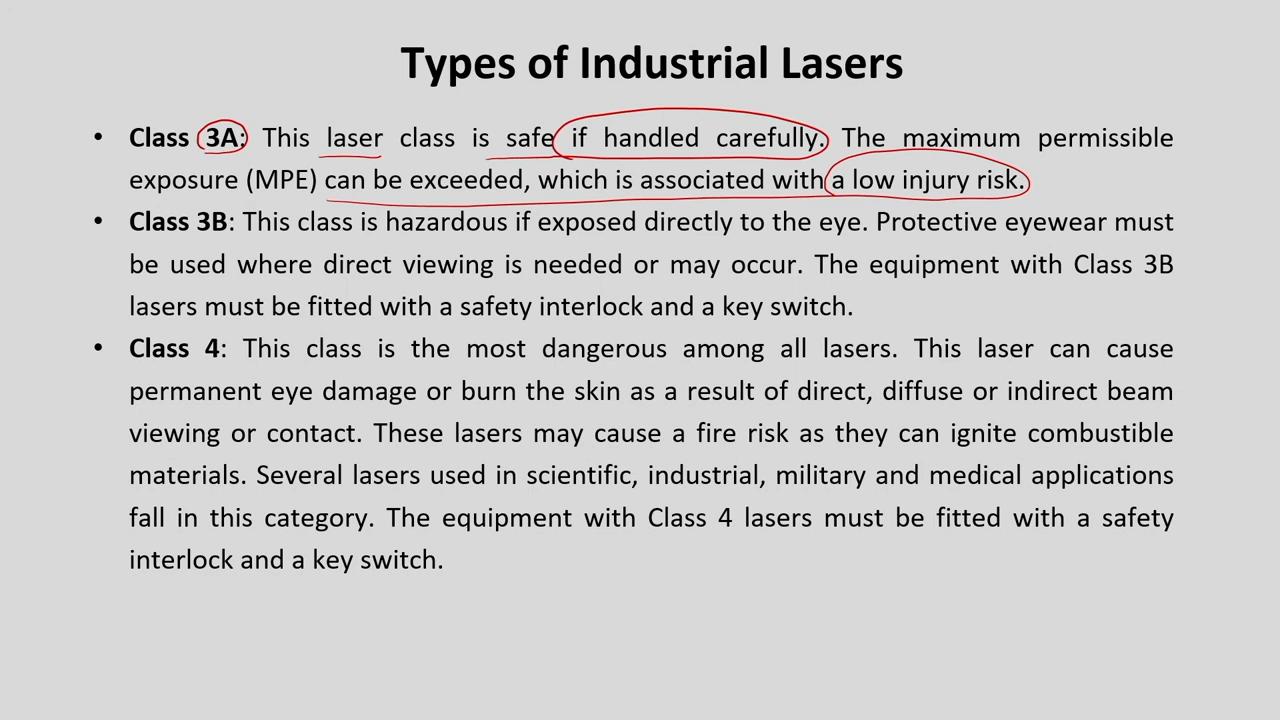 Types of Industrial Lasers
• Class 3A: This laser class is safe if handled carefully. The maximum permissible
exposure (MPE) can be exceeded, which is associated with a low injury risk.
• Class 3B: This class is hazardous if exposed directly to the eye. Protective eyewear must
be used where direct viewing is needed or may occur. The equipment with Class 3B
lasers must be fitted with a safety interlock and a key switch.
• Class 4: This class is the most dangerous among all lasers. This laser can cause
permanent eye damage or burn the skin as a result of direct, diffuse or indirect beam
viewing or contact. These lasers may cause a fire risk as they can ignite combustible
materials. Several lasers used in scientific, industrial, military and medical applications
fall in this category. The equipment with Class 4 lasers must be fitted with a safety
interlock and a key switch.